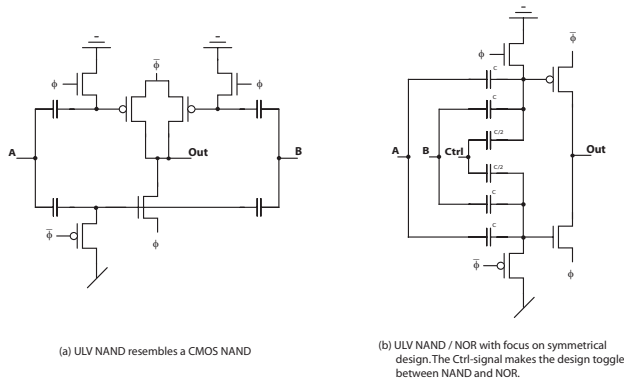 ϕ
ϕ̅
ϕ
A
Out
B
ϕ̅
ϕ
(a) ULV NAND resembles a CMOS NAND
ϕ
ϕ̅
C
C
C/2
A
B
Ctrl
Out
C/2
C
C
ϕ̅
ϕ
(b) ULV NAND / NOR with focus on symmetrical
design. The Ctrl-signal makes the design toggle
between NAND and NOR.